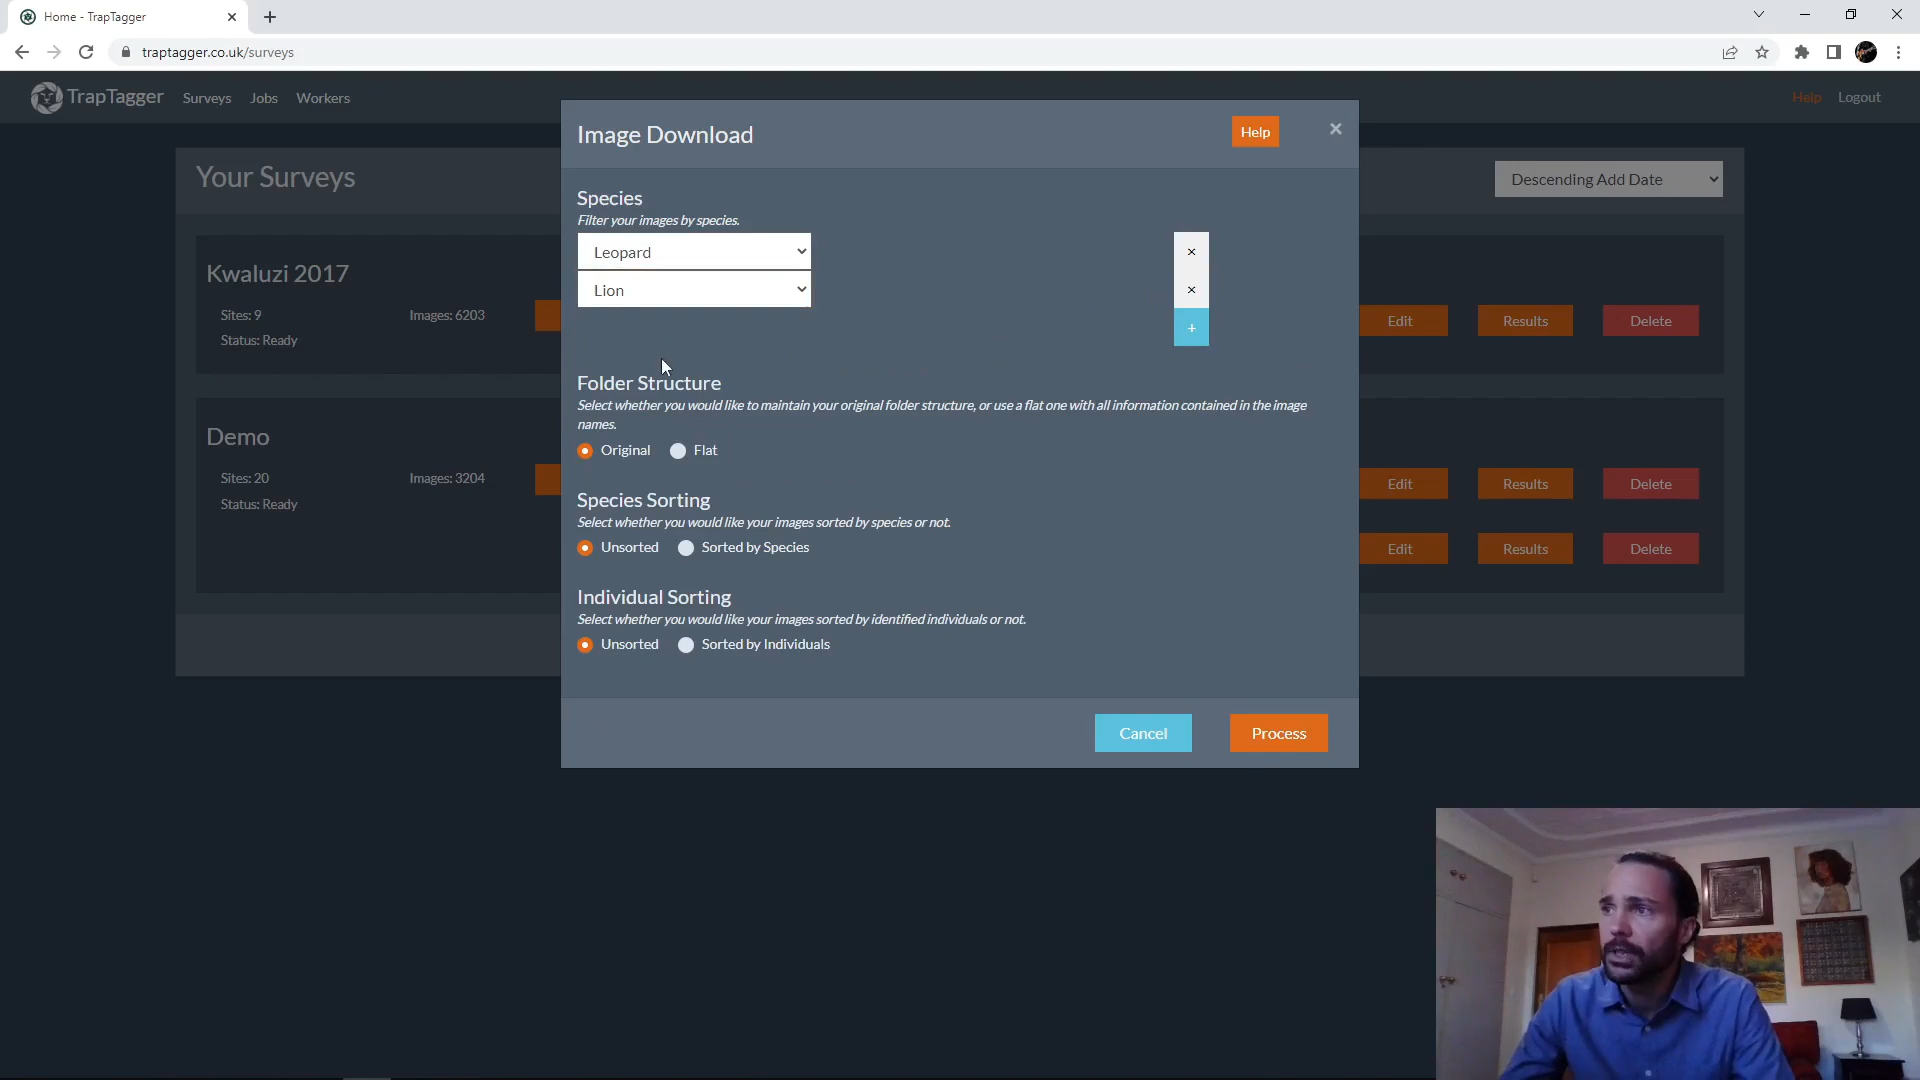 Home - TrapTagger
traptagger.co.uk/surveys
TrapTagger Surveys Jobs Workers Help Logout
Image Download Help
Your Surveys Descending Add Date
Species
Filter your images by species.
Leopard
Lion
+
Kwaluzi 2017
Sites: 9 Images: 6203
Status: Ready
Edit Results Delete
Folder Structure
Select whether you would like to maintain your original folder structure, or use a flat one with all information contained in the image
names.
Original Flat
Demo
Sites: 20 Images: 3204
Status: Ready
Edit Results Delete
Species Sorting
Select whether you would like your images sorted by species or not.
Unsorted Sorted by Species
Edit Results Delete
Individual Sorting
Select whether you would like your images sorted by identified individuals or not.
Unsorted Sorted by Individuals
Cancel Process